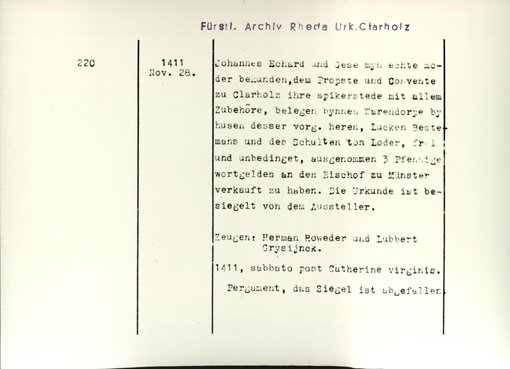 Fürstl. Archiv Rheda Urk.Clarholz
220
1411
Nov. 28.
Johannes Echard und Gese myn echte mo-
der bekunden,dem Propste und Convente
zu Clarholz ihre spikerstede mit allem
Zubehöre, belegen bynnen Warendorpe by
husen desser vorg. heren, Lucken Beste-
mans und des Schulten ton Loder, frei
und unbedinget, ausgenommen 3 Pfennige
wortgeldes an den Bischof zu Münster
verkauft zu haben. Die Urkunde ist be-
siegelt von dem Aussteller.
Zeugen: Herman Roweder und Lubbert
Crysijnck.
1411, sabbato post Catherine virginis.
Pergament, das Siegel ist abgefallen.